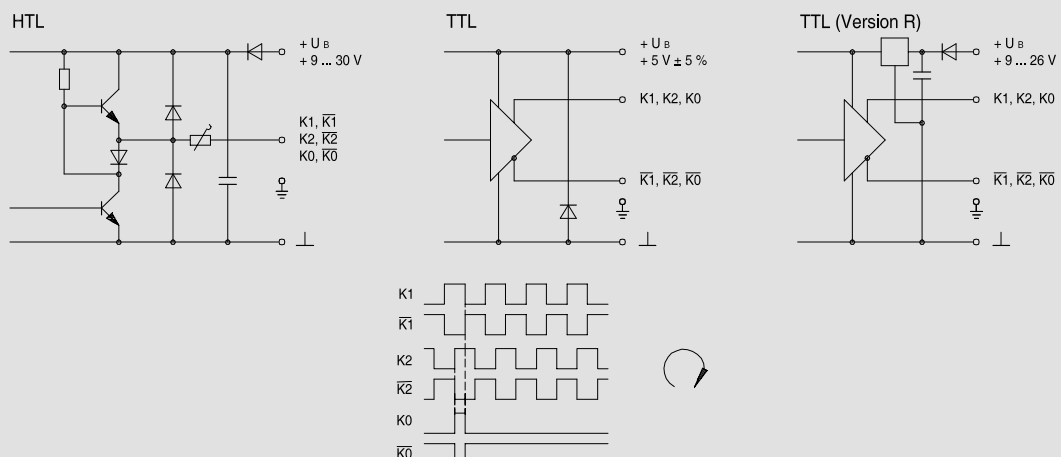 HTL
+ U B
+ 9 ... 30 V
K1, K̅1̅
K2, K̅2̅
K0, K̅0̅
TTL
+ U B
+ 5 V ± 5 %
K1, K2, K0
K̅1̅, K̅2̅, K̅0̅
TTL (Version R)
+ U B
+ 9 ... 26 V
K1, K2, K0
K̅1̅, K̅2̅, K̅0̅
K1
K̅1̅
K2
K̅2̅
K0
K̅0̅